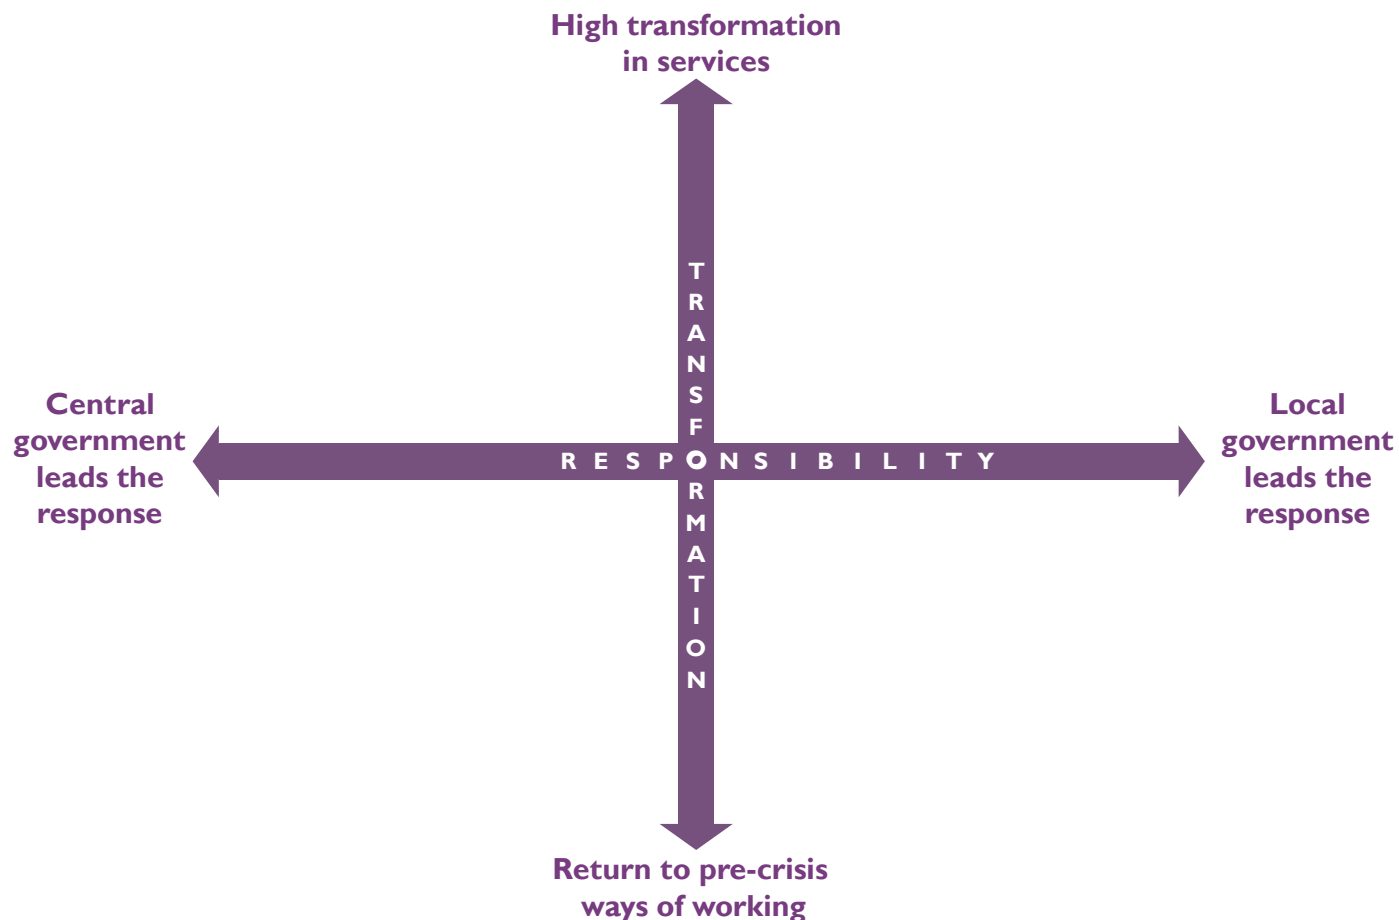 High transformation
in services
TRANSFORMATION
Central
government
leads the
response
RESPONSIBILITY
Local
government
leads the
response
Return to pre-crisis
ways of working